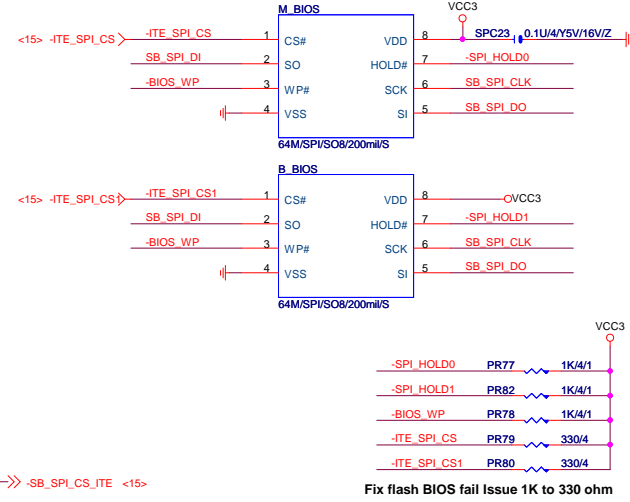 M_BIOS
VCC3
<15> -ITE_SPI_CS -ITE_SPI_CS 1 CS# VDD 8 SPC23 0.1U/4/Y5V/16V/Z
SB_SPI_DI 2 SO HOLD# 7 -SPI_HOLD0
-BIOS_WP 3 WP# SCK 6 SB_SPI_CLK
4 VSS SI 5 SB_SPI_DO
64M/SPI/SO8/200mil/S
B_BIOS
<15> -ITE_SPI_CS1 -ITE_SPI_CS1 1 CS# VDD 8 VCC3
SB_SPI_DI 2 SO HOLD# 7 -SPI_HOLD1
-BIOS_WP 3 WP# SCK 6 SB_SPI_CLK
4 VSS SI 5 SB_SPI_DO
64M/SPI/SO8/200mil/S
VCC3
-SPI_HOLD0 PR77 1K/4/1
-SPI_HOLD1 PR82 1K/4/1
-BIOS_WP PR78 1K/4/1
-ITE_SPI_CS PR79 330/4
-ITE_SPI_CS1 PR80 330/4
-SB_SPI_CS_ITE <15>
Fix flash BIOS fail Issue 1K to 330 ohm